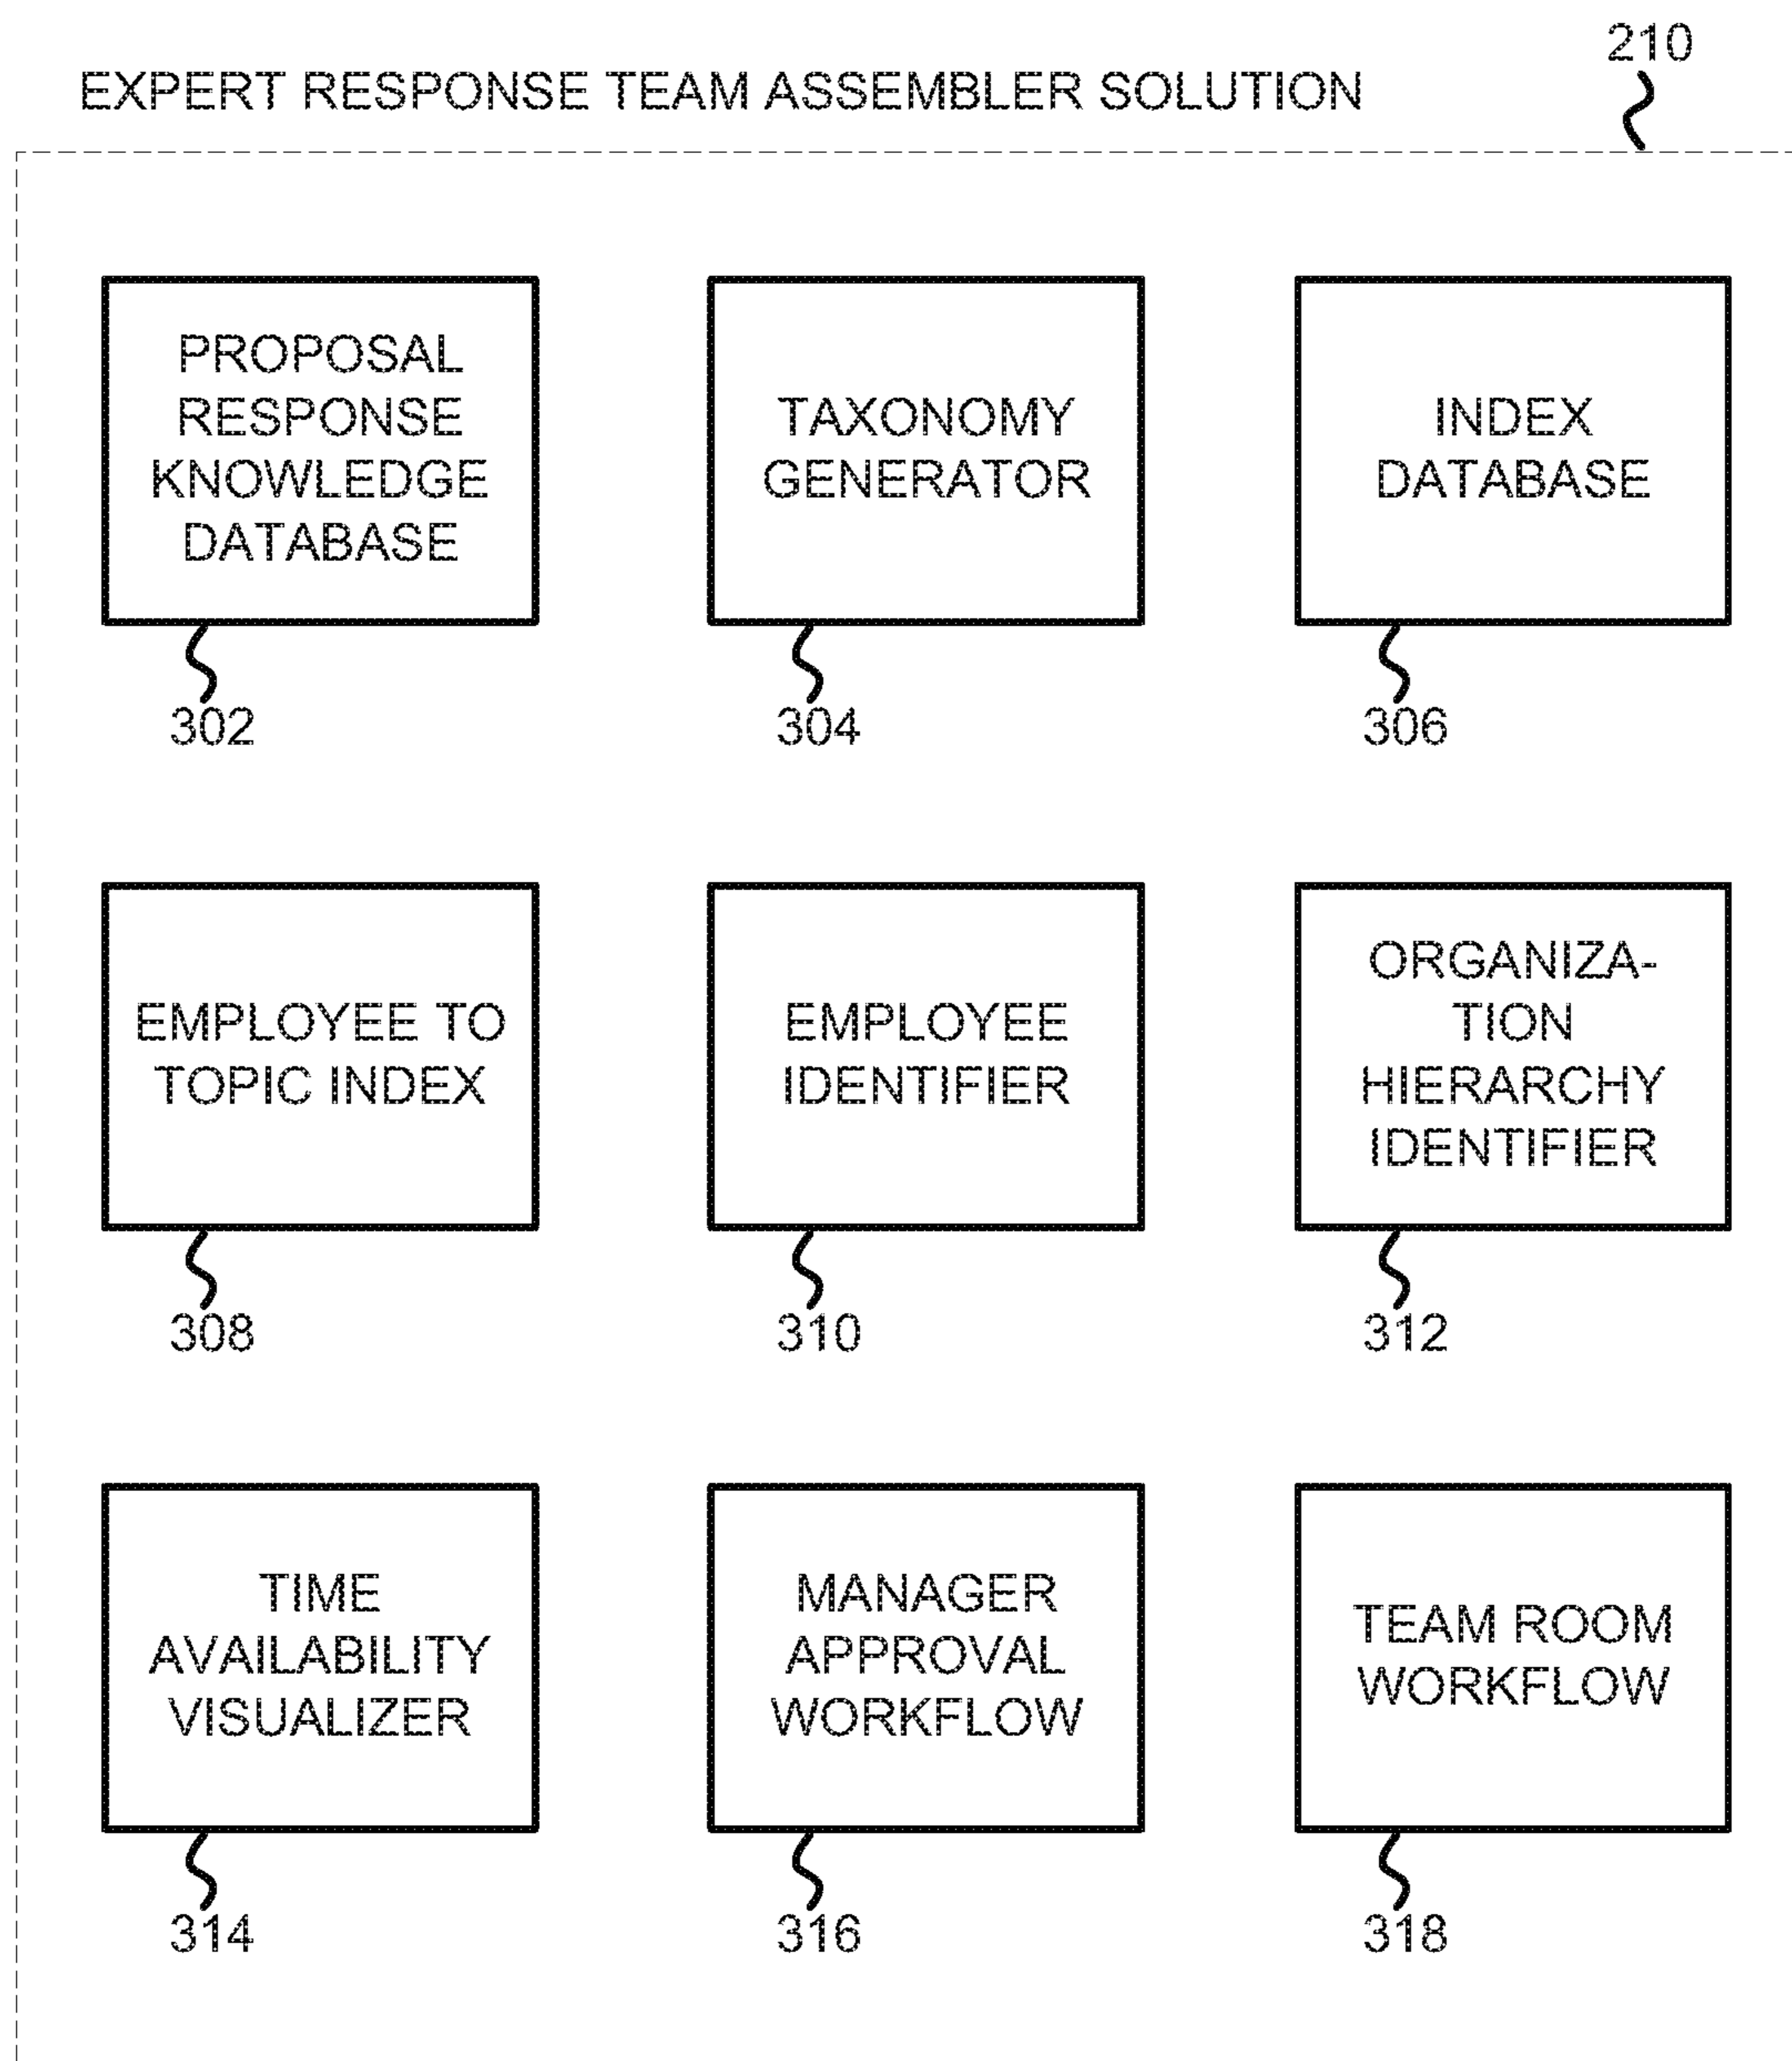 210
EXPERT RESPONSE TEAM ASSEMBLER SOLUTION
PROPOSAL
RESPONSE
KNOWLEDGE
DATABASE
302
TAXONOMY
GENERATOR
304
INDEX
DATABASE
306
EMPLOYEE TO
TOPIC INDEX
308
EMPLOYEE
IDENTIFIER
310
ORGANIZA-
TION
HIERARCHY
IDENTIFIER
312
TIME
AVAILABILITY
VISUALIZER
314
MANAGER
APPROVAL
WORKFLOW
316
TEAM ROOM
WORKFLOW
318